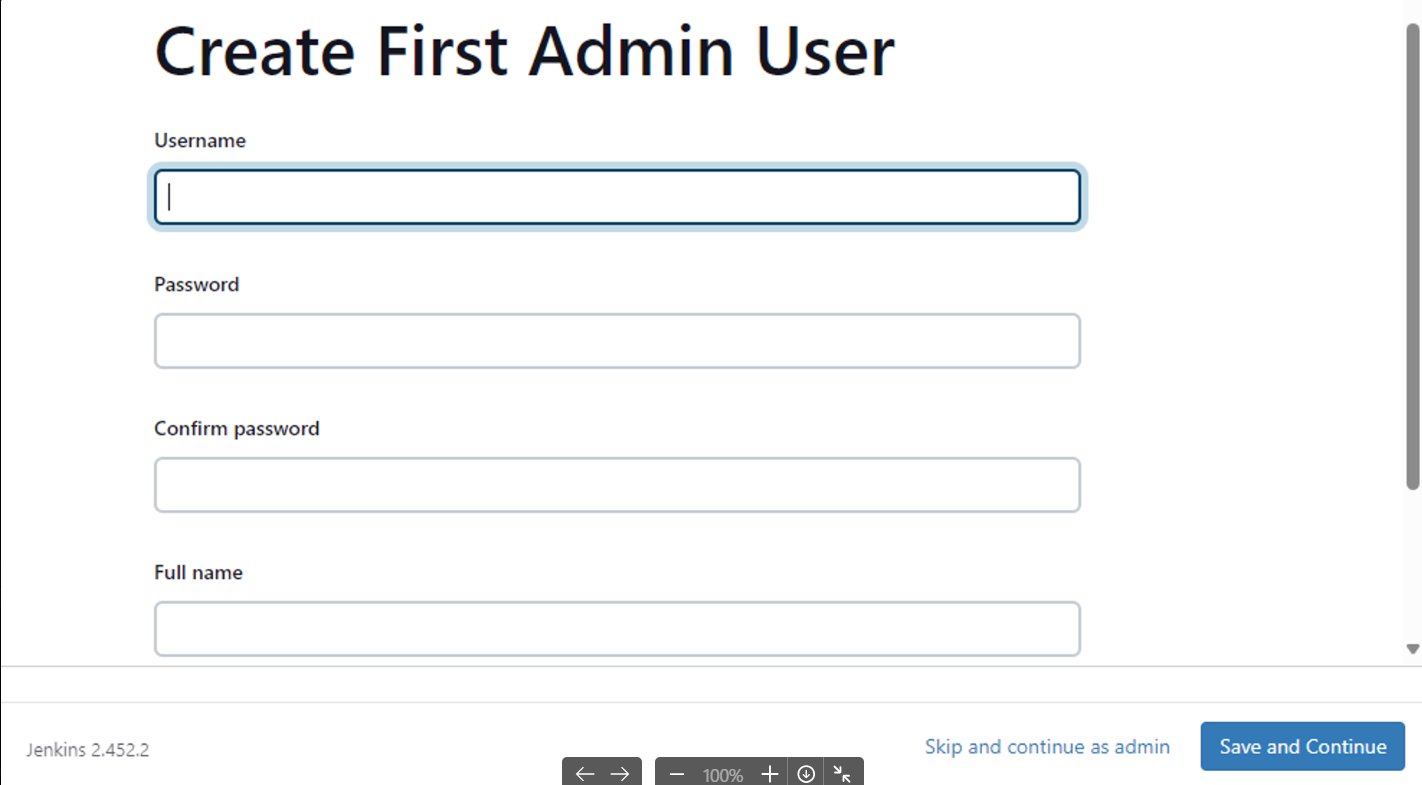 Create First Admin User
Username
Password
Confirm password
Full name
Jenkins 2.452.2
Skip and continue as admin
Save and Continue
100%